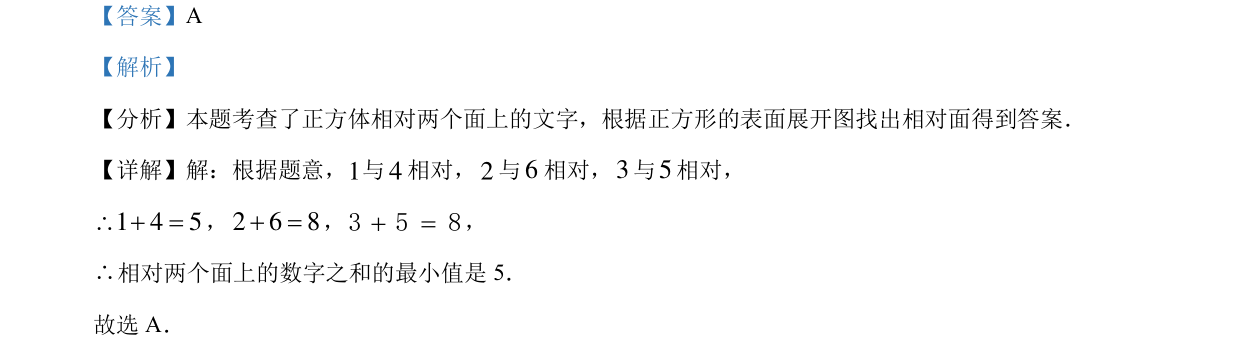 【答案】A
【解析】
【分析】本题考查了正方体相对两个面上的文字，根据正方形的表面展开图找出相对面得到答案．
【详解】解：根据题意，1与4相对，2与6相对，3与5相对，
∴1+4=5，2+6=8，3+5=8，
∴相对两个面上的数字之和的最小值是 5．
故选 A．